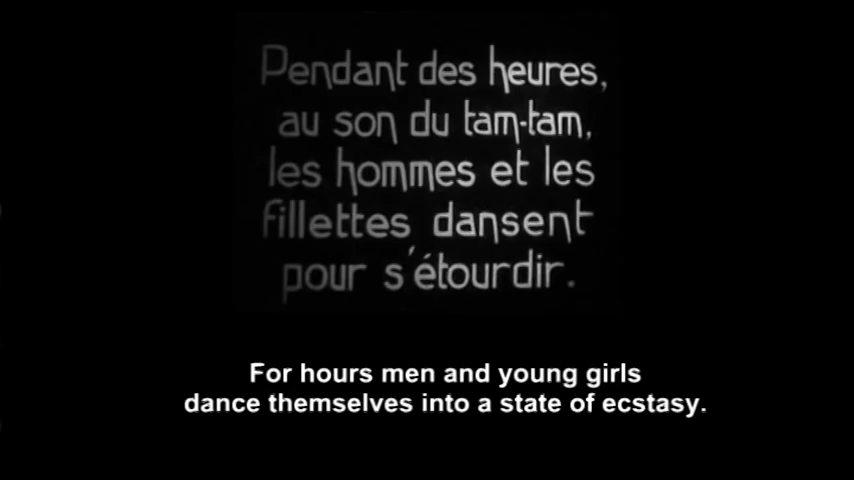 Pendant des heures,
au son du tam-tam,
les hommes et les
fillettes dansent
pour s'étourdir.
For hours men and young girls
dance themselves into a state of ecstasy.